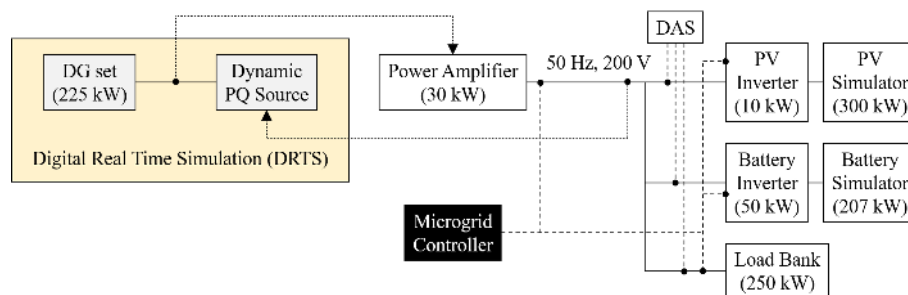 DG set
(225 kW)
Dynamic
PQ Source
Digital Real Time Simulation (DRTS)
Power Amplifier
(30 kW)
50 Hz, 200 V
DAS
PV
Inverter
(10 kW)
PV
Simulator
(300 kW)
Battery
Inverter
(50 kW)
Battery
Simulator
(207 kW)
Microgrid
Controller
Load Bank
(250 kW)